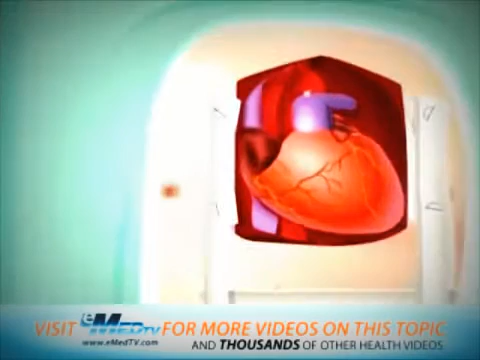 VISIT eMedTV FOR MORE VIDEOS ON THIS TOPIC
www.eMedTV.com AND THOUSANDS OF OTHER HEALTH VIDEOS